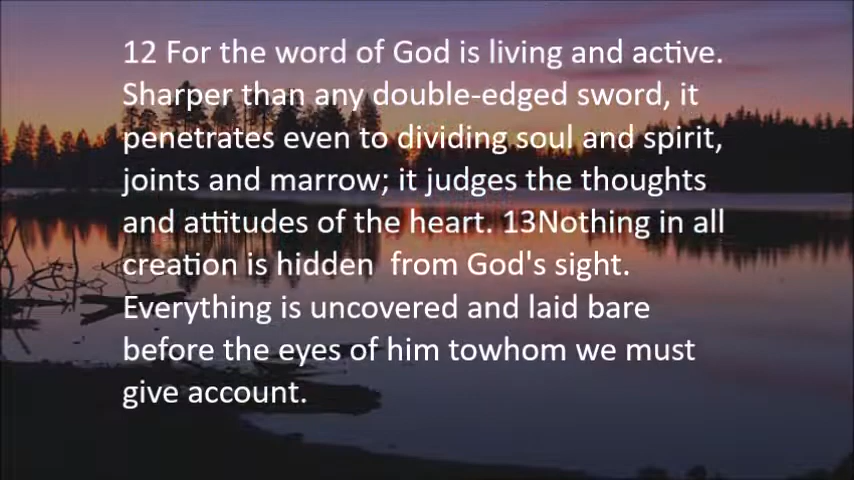 12 For the word of God is living and active.
Sharper than any double-edged sword, it
penetrates even to dividing soul and spirit,
joints and marrow; it judges the thoughts
and attitudes of the heart. 13Nothing in all
creation is hidden  from God's sight.
Everything is uncovered and laid bare
before the eyes of him towhom we must
give account.